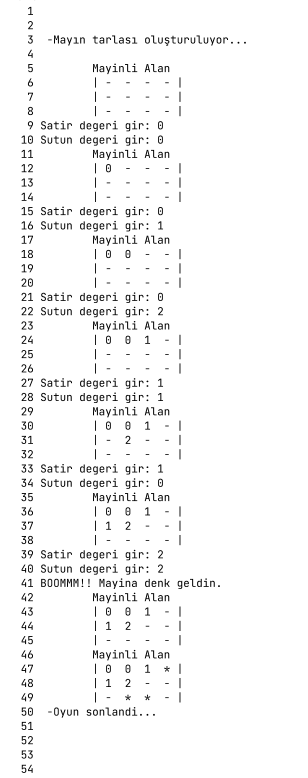 1
2
3 -Mayın tarlası oluşturuluyor...
4
5 Mayinli Alan
6 | - - - - |
7 | - - - - |
8 | - - - - |
9 Satir degeri gir: 0
10 Sutun degeri gir: 0
11 Mayinli Alan
12 | 0 - - - |
13 | - - - - |
14 | - - - - |
15 Satir degeri gir: 0
16 Sutun degeri gir: 1
17 Mayinli Alan
18 | 0 0 - - |
19 | - - - - |
20 | - - - - |
21 Satir degeri gir: 0
22 Sutun degeri gir: 2
23 Mayinli Alan
24 | 0 0 1 - |
25 | - - - - |
26 | - - - - |
27 Satir degeri gir: 1
28 Sutun degeri gir: 1
29 Mayinli Alan
30 | 0 0 1 - |
31 | - 2 - - |
32 | - - - - |
33 Satir degeri gir: 1
34 Sutun degeri gir: 0
35 Mayinli Alan
36 | 0 0 1 - |
37 | 1 2 - - |
38 | - - - - |
39 Satir degeri gir: 2
40 Sutun degeri gir: 2
41 BOOMMM!! Mayina denk geldin.
42 Mayinli Alan
43 | 0 0 1 - |
44 | 1 2 - - |
45 | - - - - |
46 Mayinli Alan
47 | 0 0 1 * |
48 | 1 2 - - |
49 | - * * - |
50 -Oyun sonlandi...
51
52
53
54